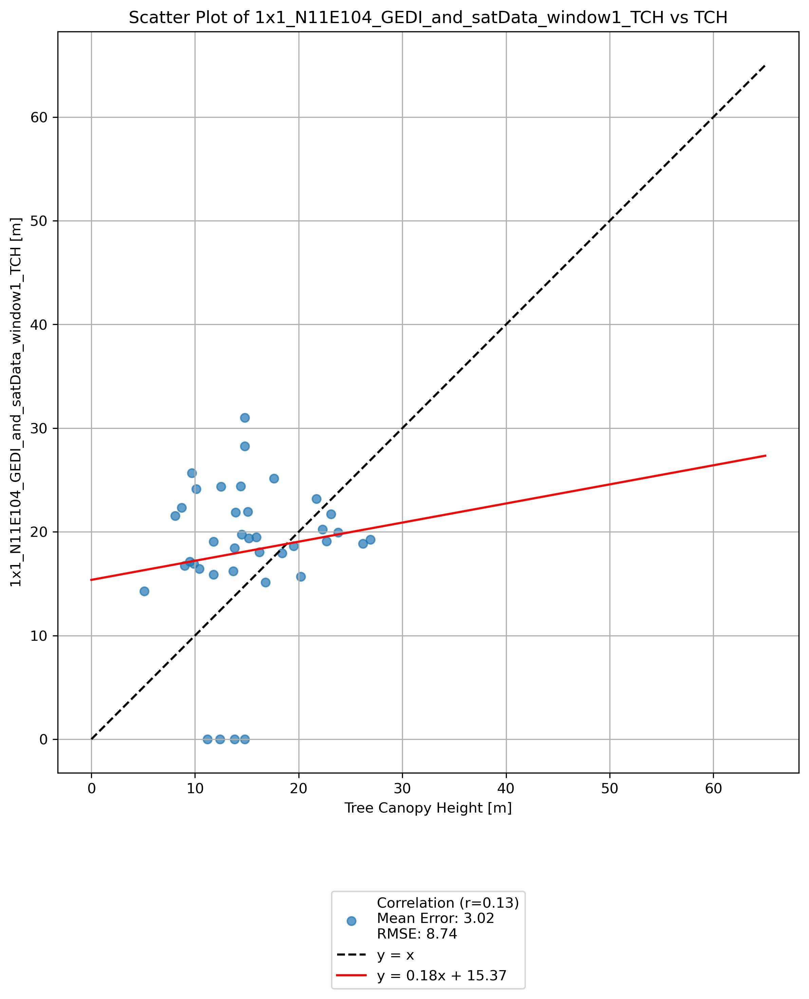 Scatter Plot of 1x1_N11E104_GEDI_and_satData_window1_TCH vs TCH
1x1_N11E104_GEDI_and_satData_window1_TCH [m]
60
50
40
30
20
10
0
0 10 20 30 40 50 60
Tree Canopy Height [m]
Correlation (r=0.13)
Mean Error: 3.02
RMSE: 8.74
y = x
y = 0.18x + 15.37